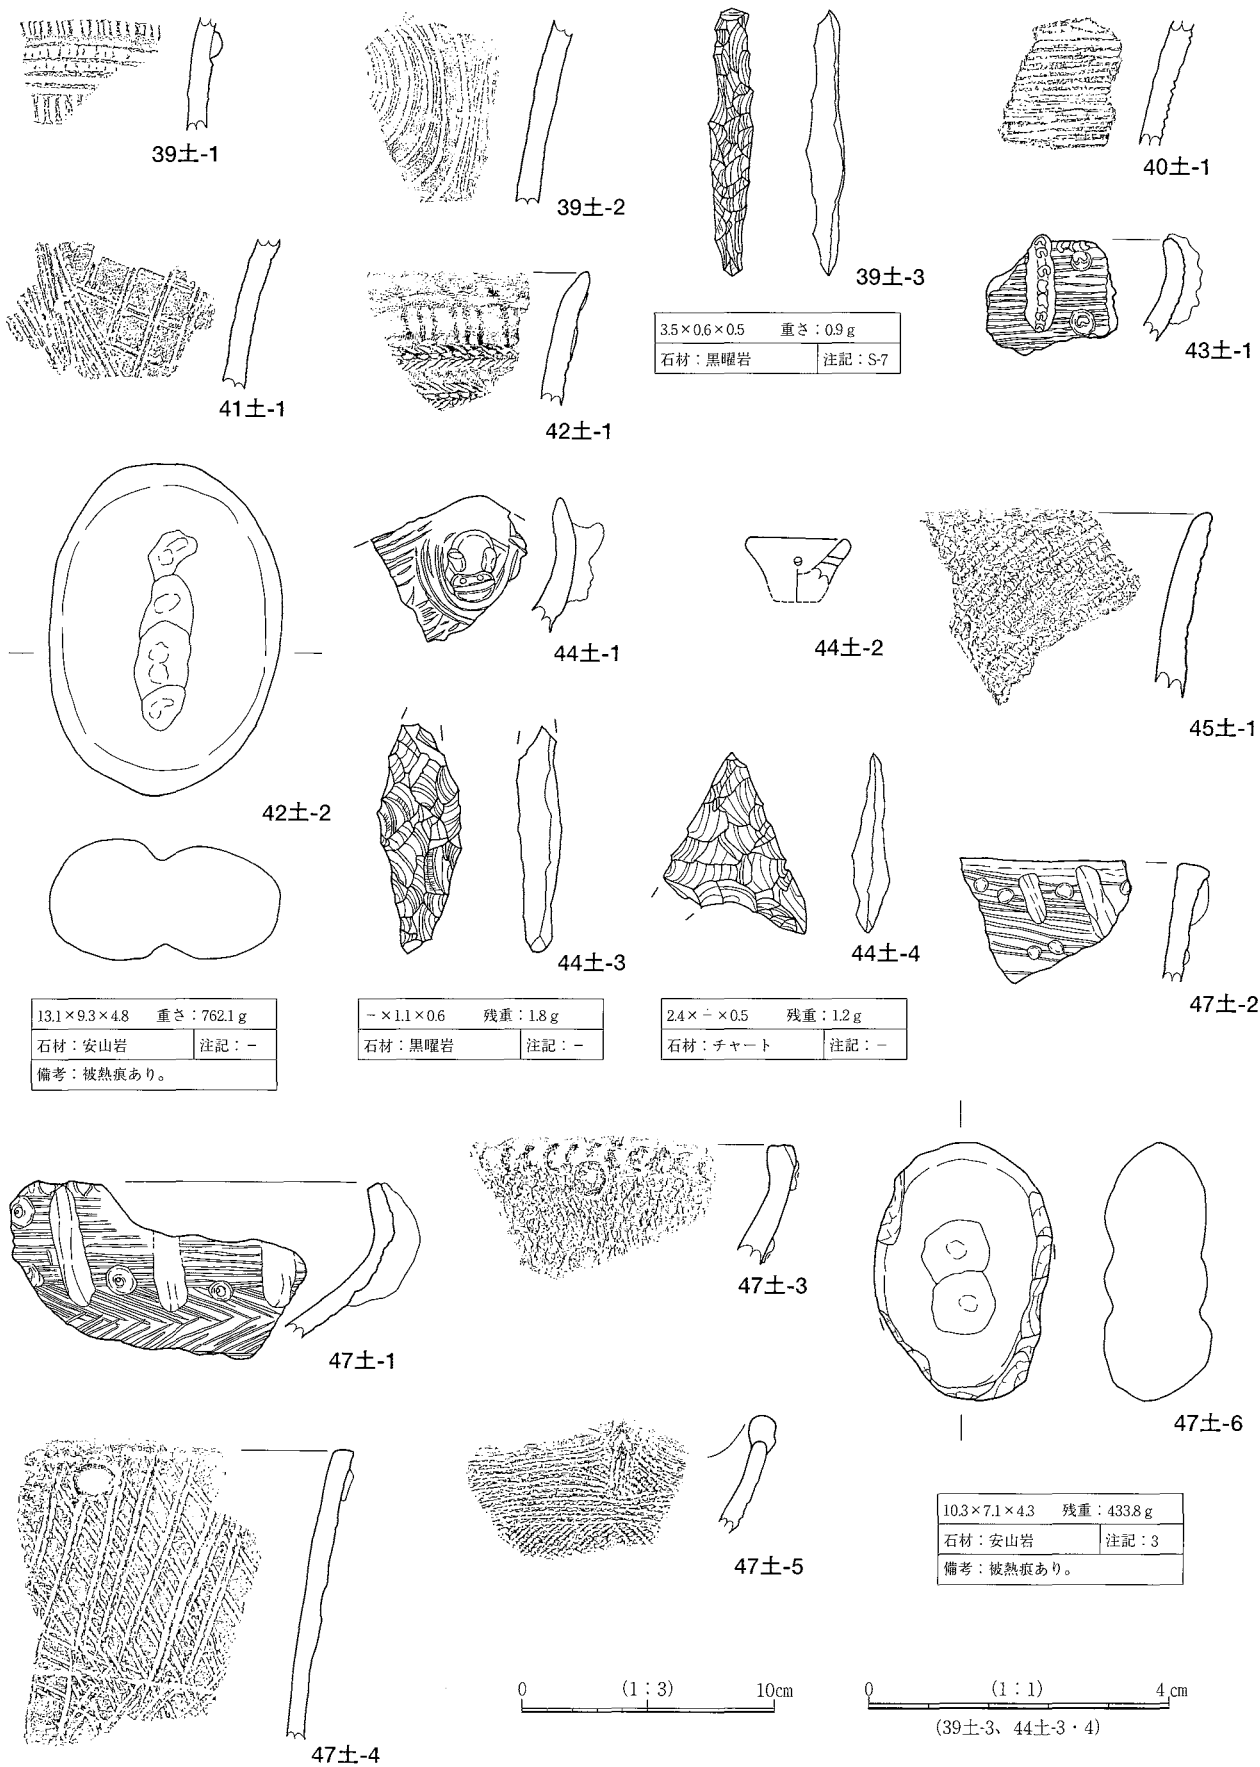 39土-1
39土-2
39土-3
40土-1
3.5×0.6×0.5 重さ：0.9 g
石材：黒曜岩 注記：S-7
41土-1
42土-1
43土-1
42土-2
44土-1
44土-2
45土-1
44土-3
44土-4
47土-2
13.1×9.3×4.8 重さ：762.1 g
石材：安山岩 注記：−
備考：被熱痕あり。
−×1.1×0.6 残重：1.8 g
石材：黒曜岩 注記：−
2.4×−×0.5 残重：1.2 g
石材：チャート 注記：−
47土-1
47土-3
47土-6
10.3×7.1×4.3 残重：433.8 g
石材：安山岩 注記：3
備考：被熱痕あり。
47土-4
47土-5
0 (1：3) 10cm
0 (1：1) 4 cm
(39土-3、44土-3・4)